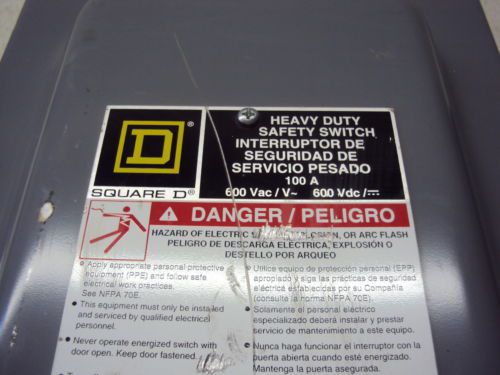 D
®
SQUARE D®
HEAVY DUTY
SAFETY SWITCH
INTERRUPTOR DE
SEGURIDAD DE
SERVICIO PESADO
100 A
600 Vac / V~ 600 Vdc / ⎓
DANGER / PELIGRO
HAZARD OF ELECTRIC OR ARC FLASH
PELIGRO DE DESCARGA ELECTRICA, EXPLOSIÓN O
DESTELLO POR ARQUEO
• Apply appropriate personal protective
equipment (PPE) and follow safe
electrical work practices.
See NFPA 70E.
• This equipment must only be installed
and serviced by qualified electrical
personnel.
• Never operate energized switch with
door open. Keep door fastened.
• Utilice equipo de protección personal (EPP)
apropiado y siga las prácticas de seguridad
eléctrica establecidas por su Compañía
(consulte la norma NFPA 70E).
• Solamente el personal eléctrico
especializado deberá instalar y prestar
servicio de mantenimiento a este equipo.
• Nunca haga funcionar el interruptor con la
puerta abierta cuando esté energizado.
Mantenga la puerta asegurada.